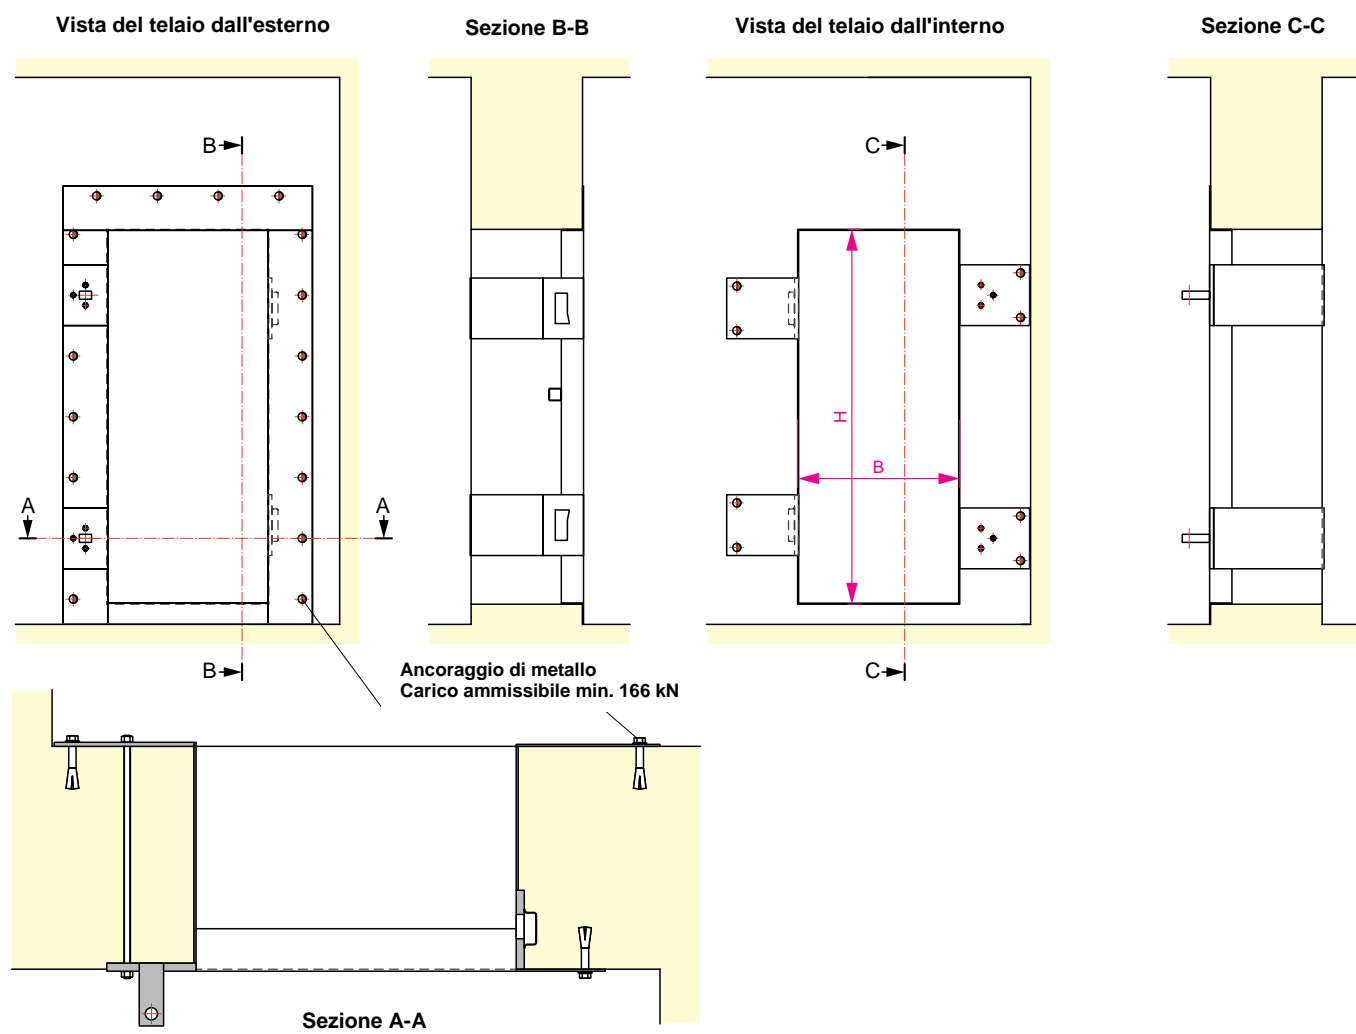 Vista del telaio dall'esterno
Sezione B-B
Vista del telaio dall'interno
Sezione C-C
B
C
H
B
A
A
B
C
Ancoraggio di metallo
Carico ammissibile min. 166 kN
Sezione A-A